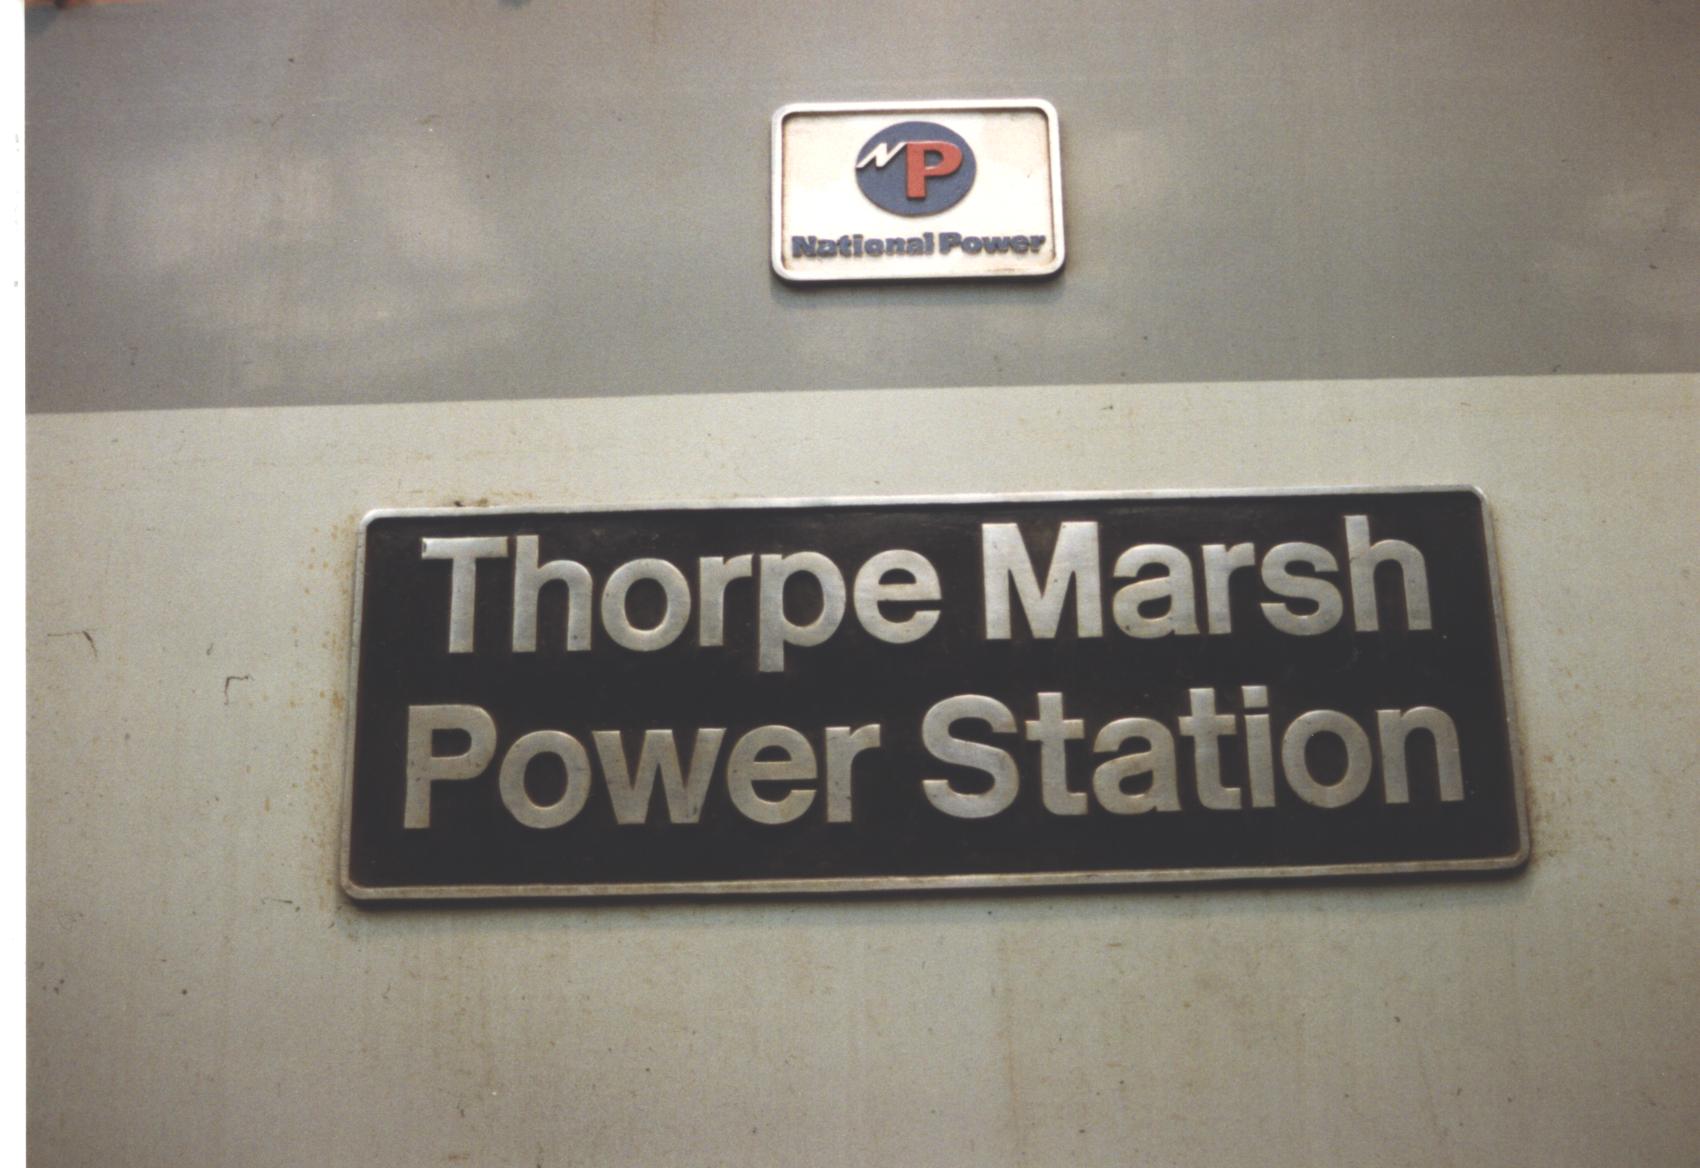 NP
National Power
Thorpe Marsh
Power Station